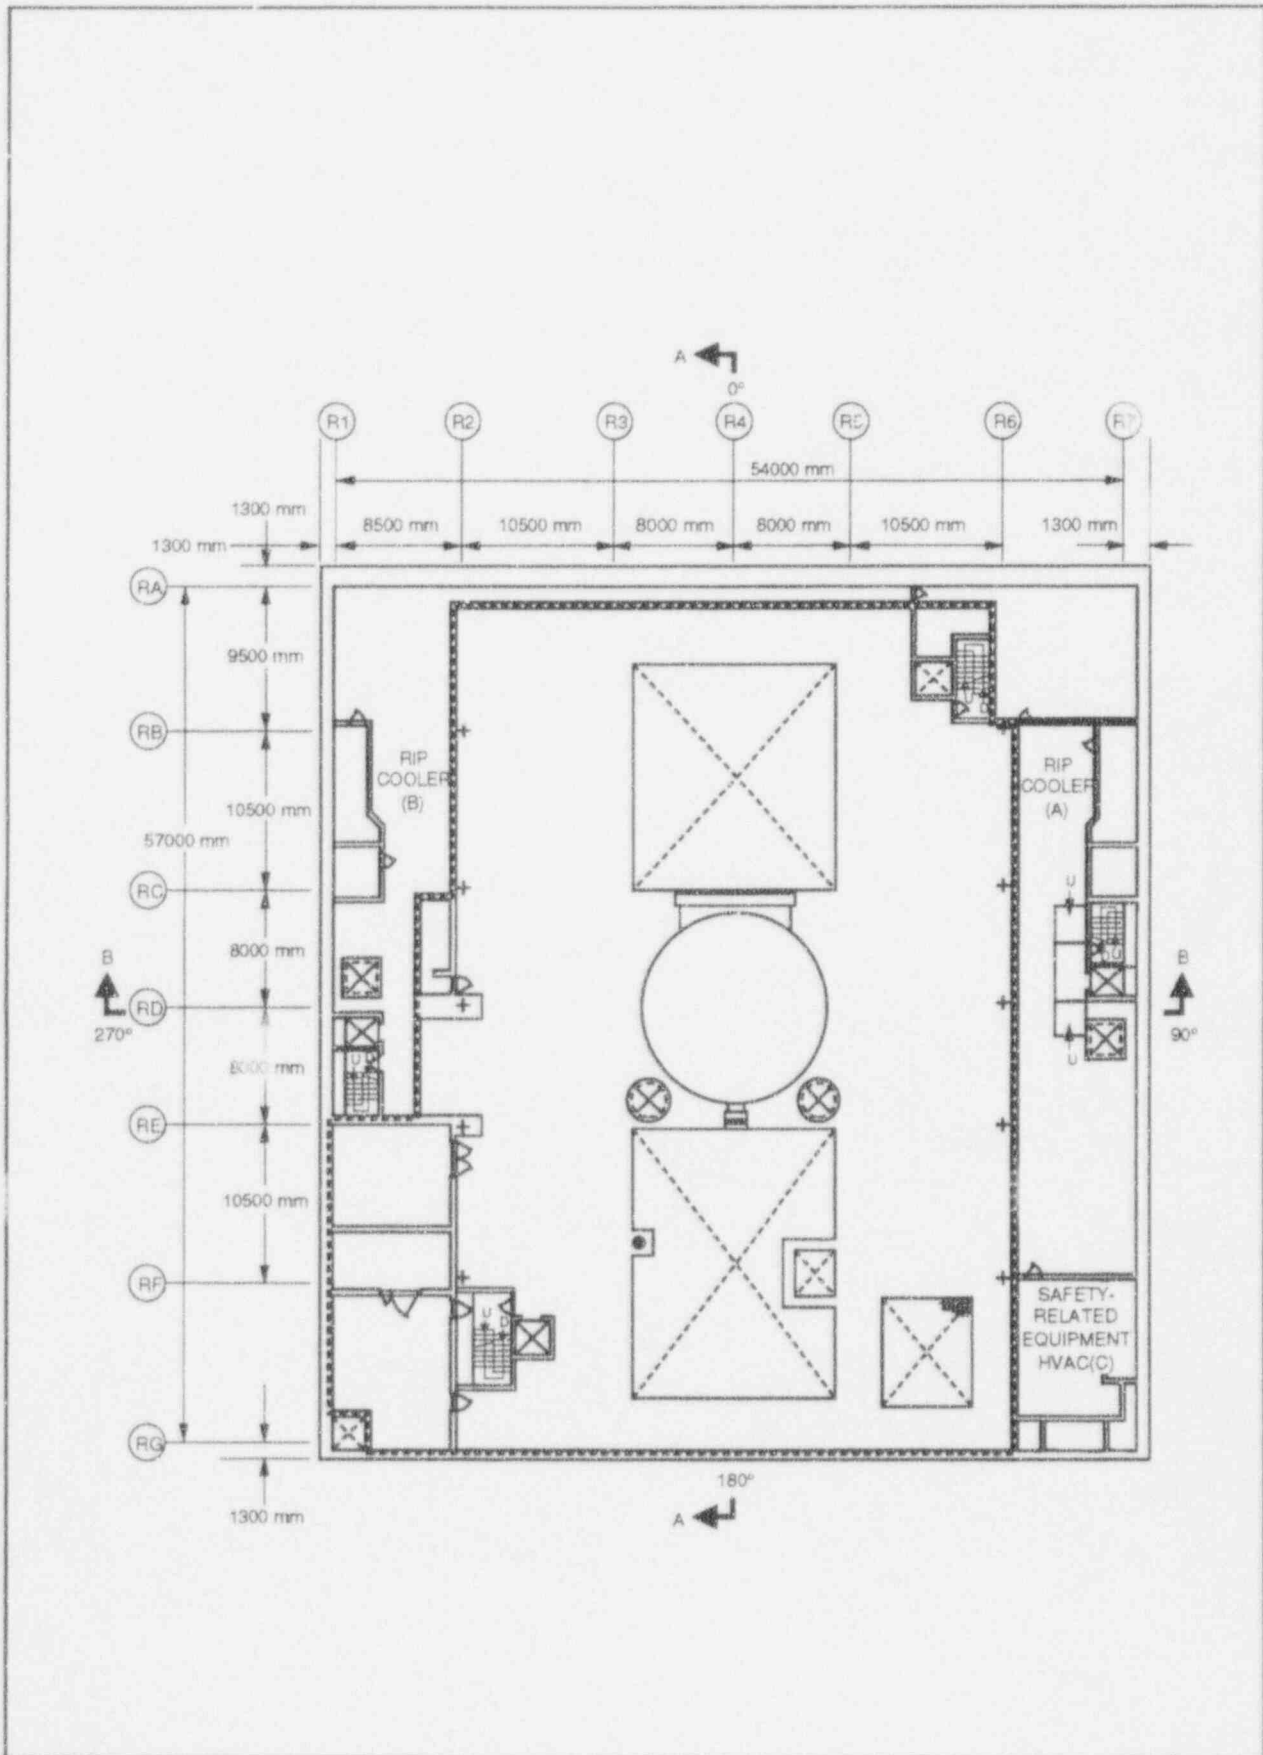 A
0°
R1 R2 R3 R4 R5 R6 R7
54000 mm
1300 mm
8500 mm 10500 mm 8000 mm 8000 mm 10500 mm 1300 mm
1300 mm
RA
9500 mm
RB
RIP
COOLER
(B)
RIP
COOLER
(A)
10500 mm
57000 mm
RC
U
8000 mm
D U
B
B
RD
270°
90°
U D
U
8000 mm
RE
10500 mm
RF
SAFETY-
RELATED
EQUIPMENT
HVAC(C)
U
D
RG
180°
A
1300 mm